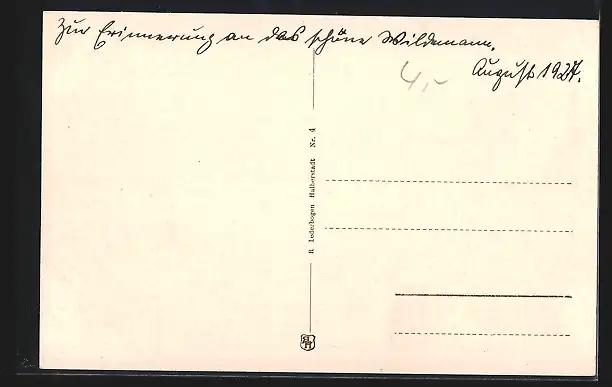 Zur Erinnerung an das schöne Wildemann.
August 1927.
4,-
R. Lederbogen Halberstadt Nr. 4